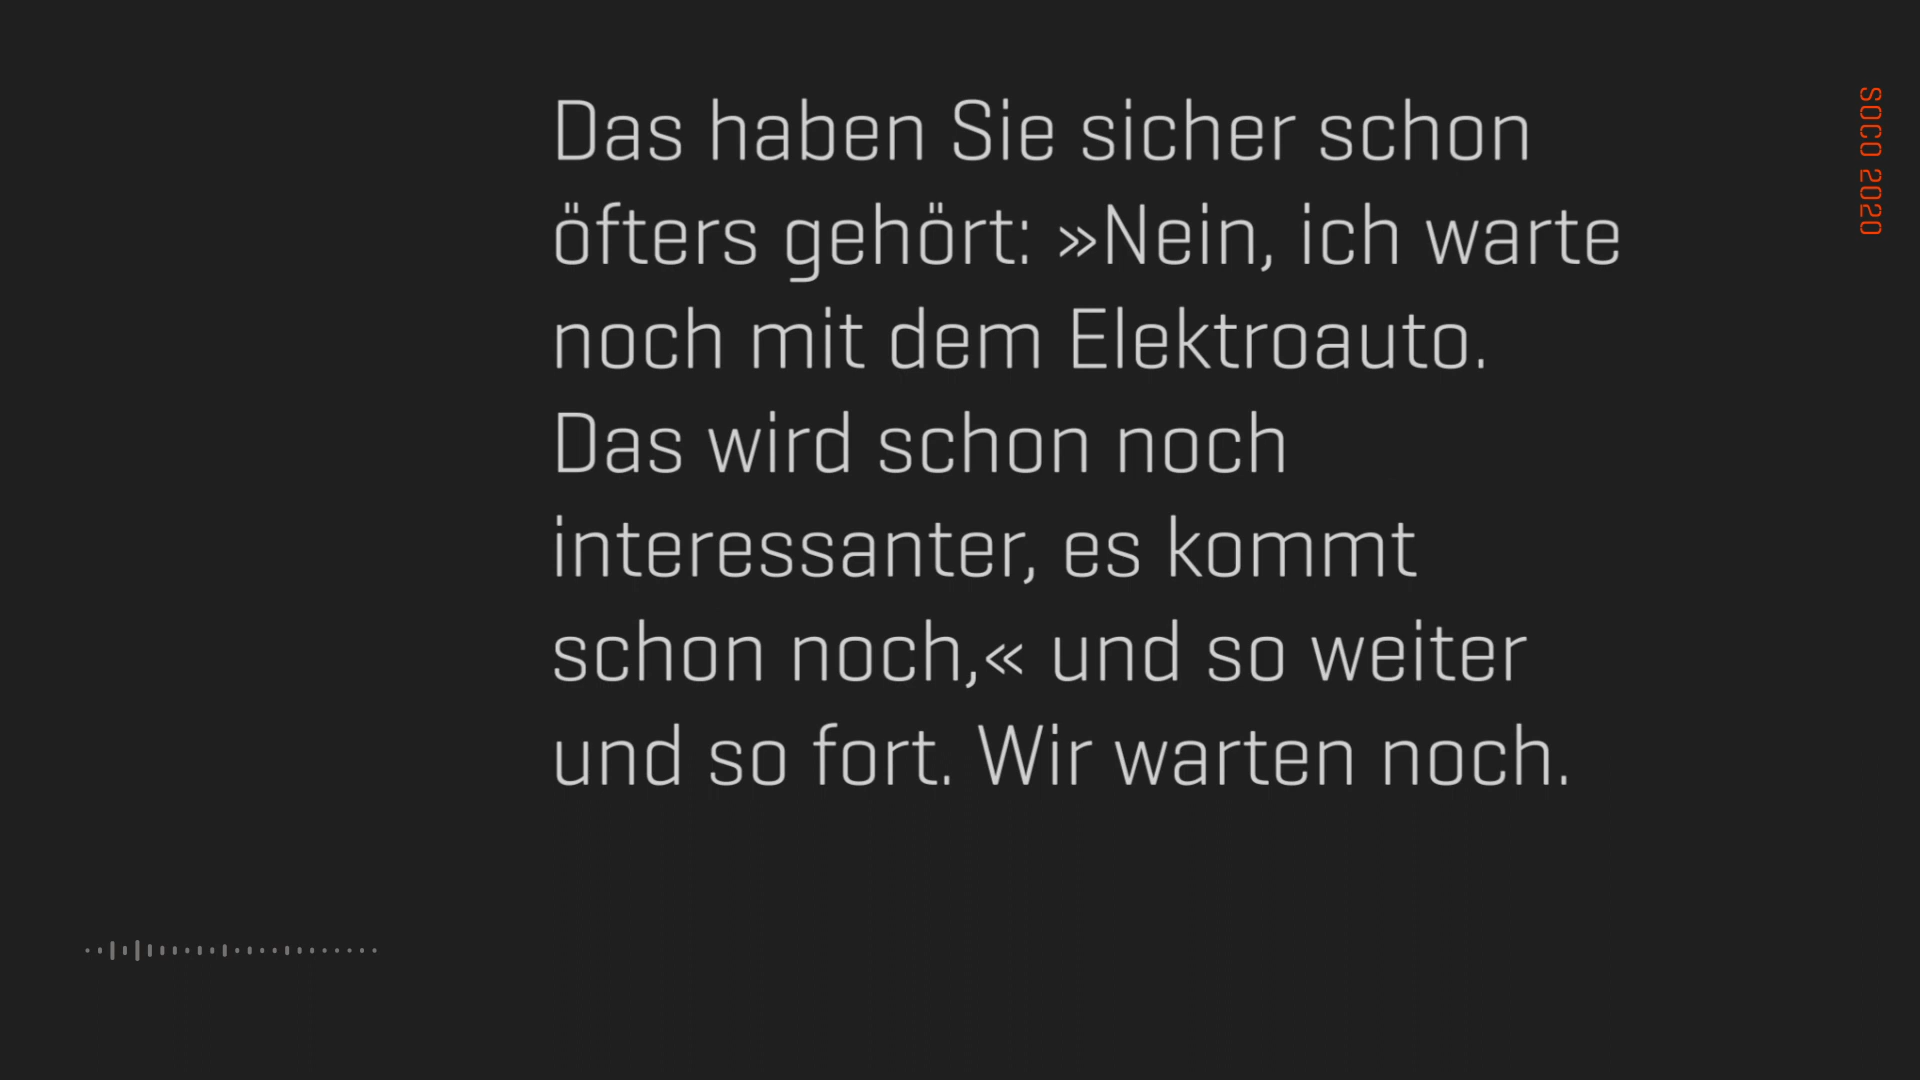 Das haben Sie sicher schon
öfters gehört: »Nein, ich warte
noch mit dem Elektroauto.
Das wird schon noch
interessanter, es kommt
schon noch,« und so weiter
und so fort. Wir warten noch.
SOCO 2020